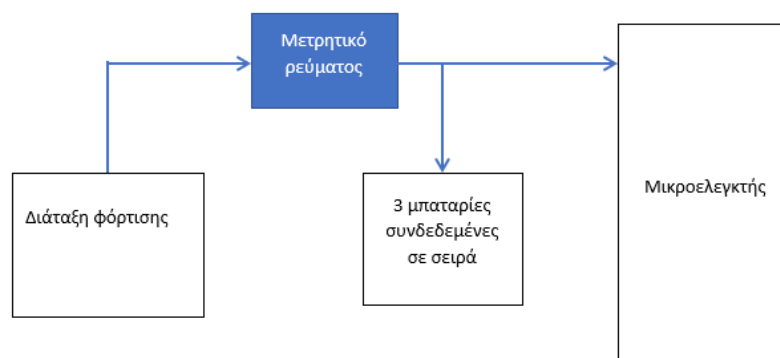 Μετρητικό
ρεύματος
Διάταξη φόρτισης
3 μπαταρίες
συνδεδεμένες
σε σειρά
Μικροελεγκτής